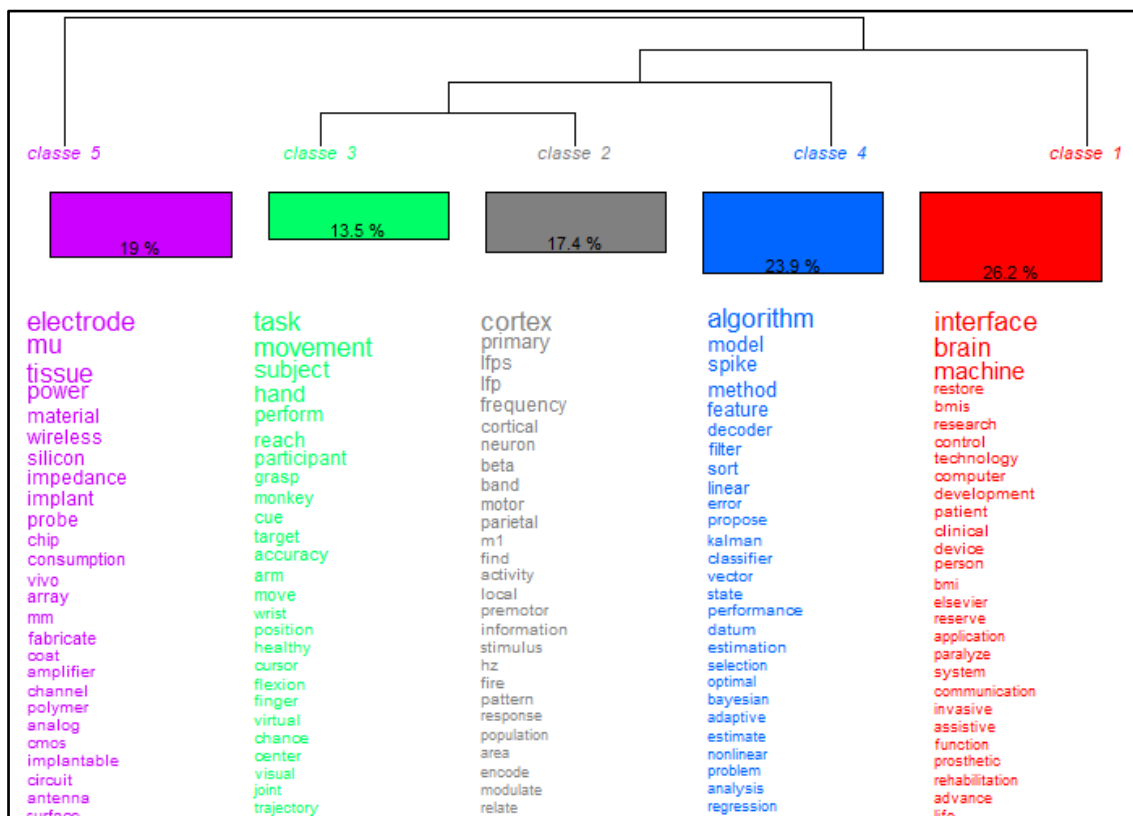 classe 5
classe 3
classe 2
classe 4
classe 1
19 %
13.5 %
17.4 %
23.9 %
26.2 %
electrode
mu
tissue
power
material
wireless
silicon
impedance
implant
probe
chip
consumption
vivo
array
mm
fabricate
coat
amplifier
channel
polymer
analog
cmos
implantable
circuit
antenna
surface
task
movement
subject
hand
perform
reach
participant
grasp
monkey
cue
target
accuracy
arm
move
wrist
position
healthy
cursor
flexion
finger
virtual
chance
center
visual
joint
trajectory
cortex
primary
lfps
lfp
frequency
cortical
neuron
beta
band
motor
parietal
m1
find
activity
local
premotor
information
stimulus
hz
fire
pattern
response
population
area
encode
modulate
relate
algorithm
model
spike
method
feature
decoder
filter
sort
linear
error
propose
kalman
classifier
vector
state
performance
datum
estimation
selection
optimal
bayesian
adaptive
estimate
nonlinear
problem
analysis
regression
interface
brain
machine
restore
bmis
research
control
technology
computer
development
patient
clinical
device
person
bmi
elsevier
reserve
application
paralyze
system
communication
invasive
assistive
function
prosthetic
rehabilitation
advance
life